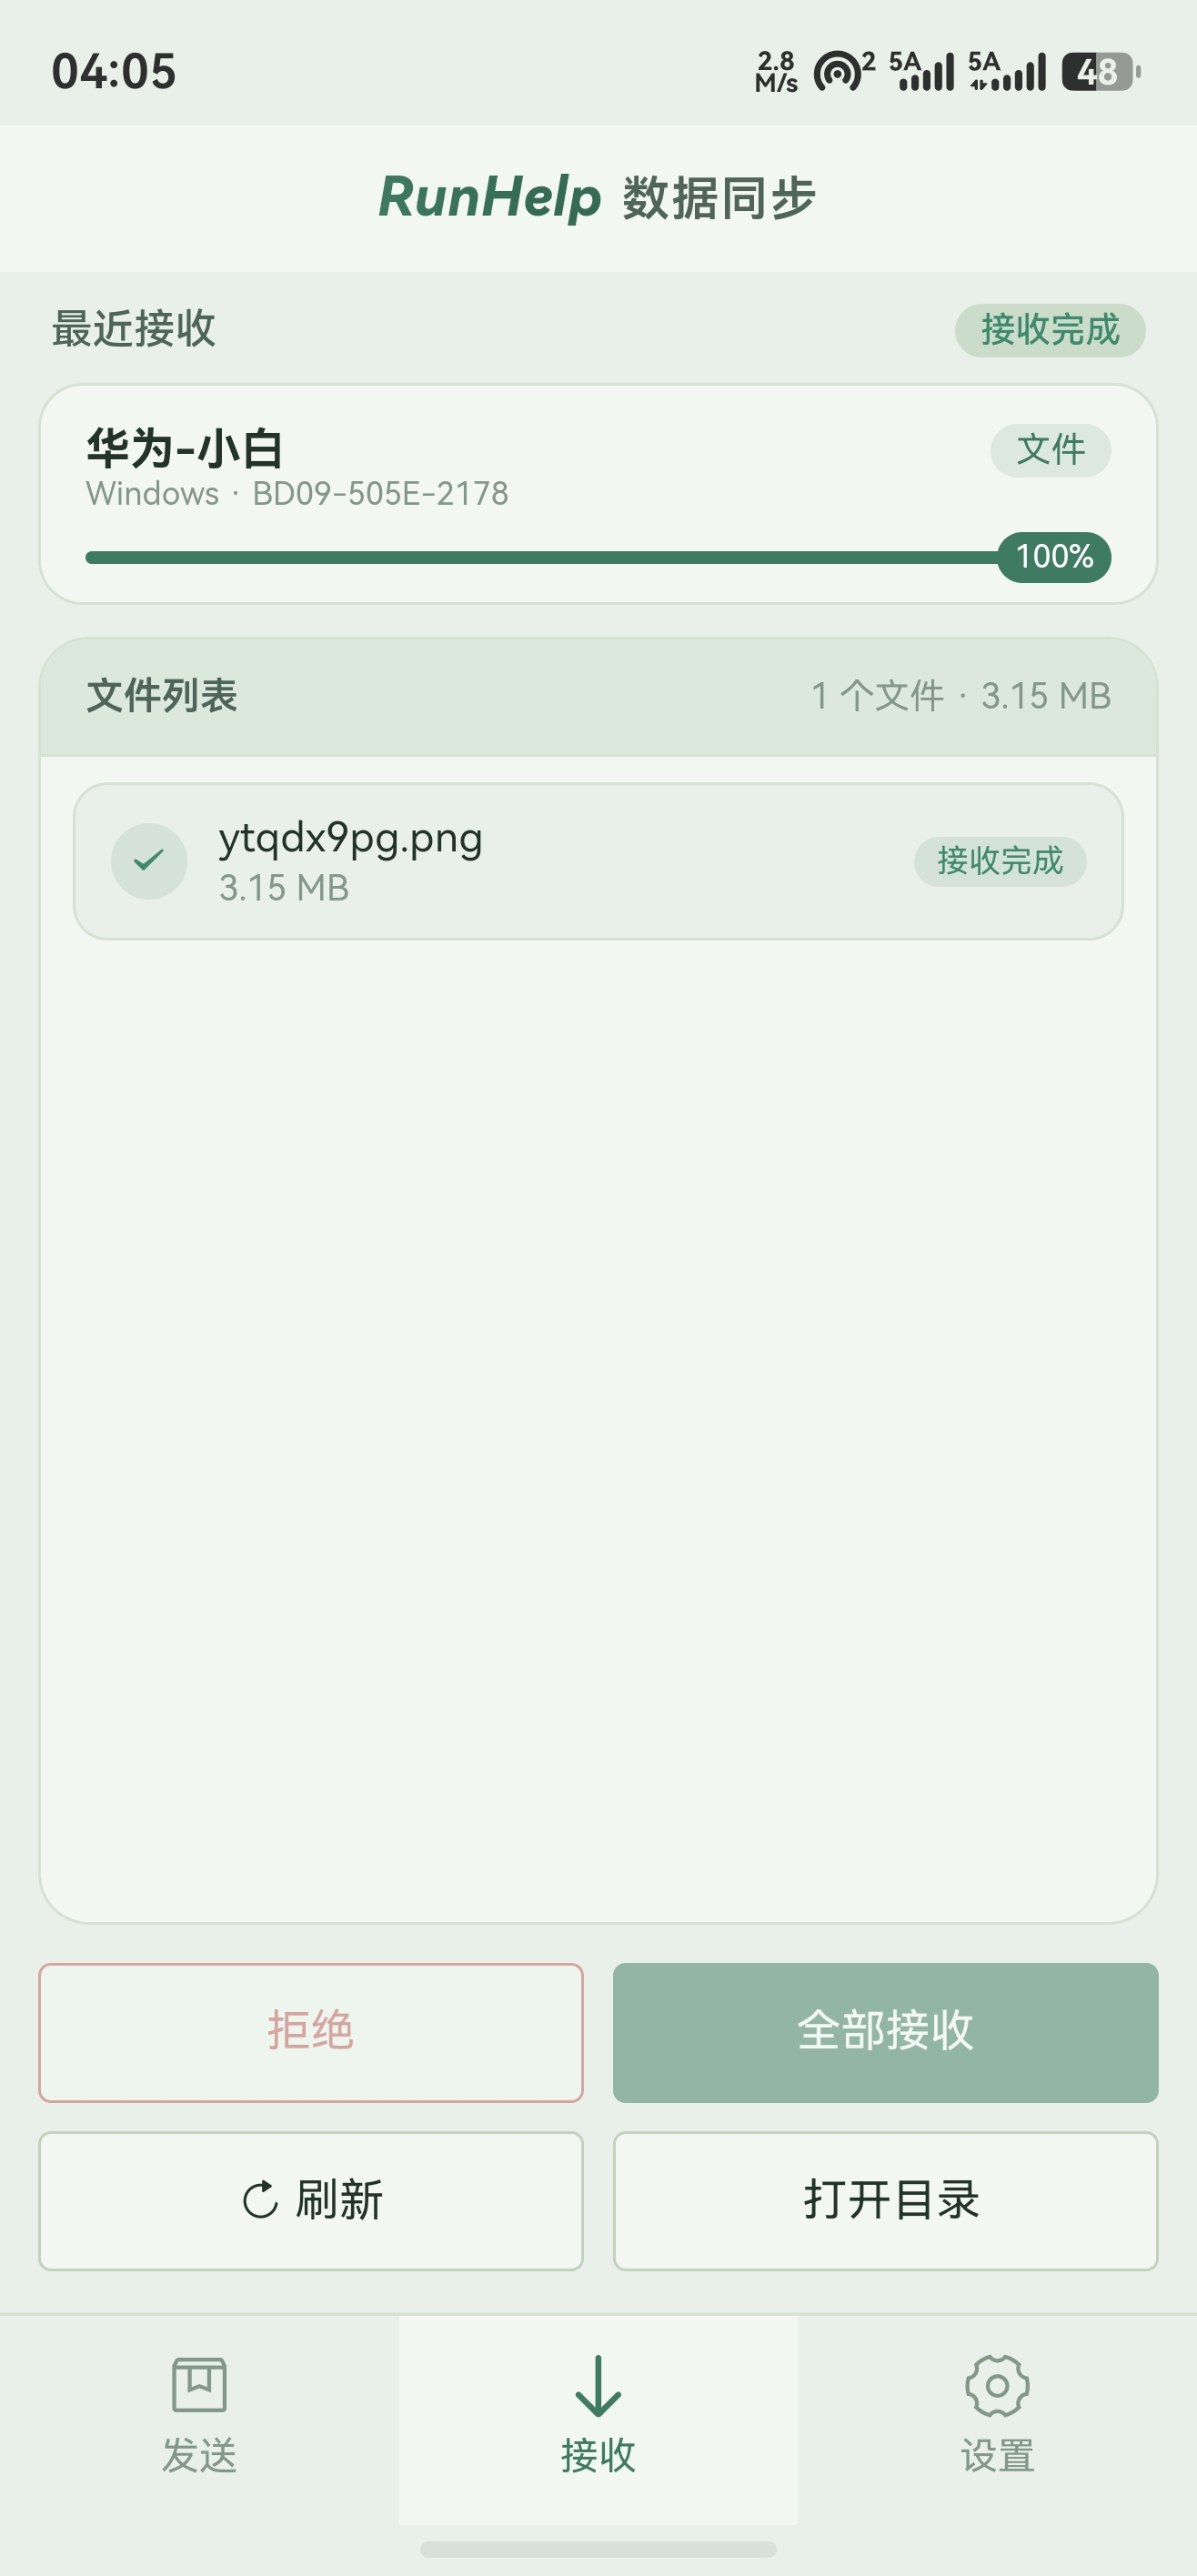 04:05
2.8 M/s 2 5A 5A 48
RunHelp 数据同步
最近接收 接收完成
华为-小白 文件
Windows · BD09-505E-2178
100%
文件列表 1 个文件 · 3.15 MB
ytqdx9pg.png
3.15 MB 接收完成
拒绝 全部接收
刷新 打开目录
发送 接收 设置